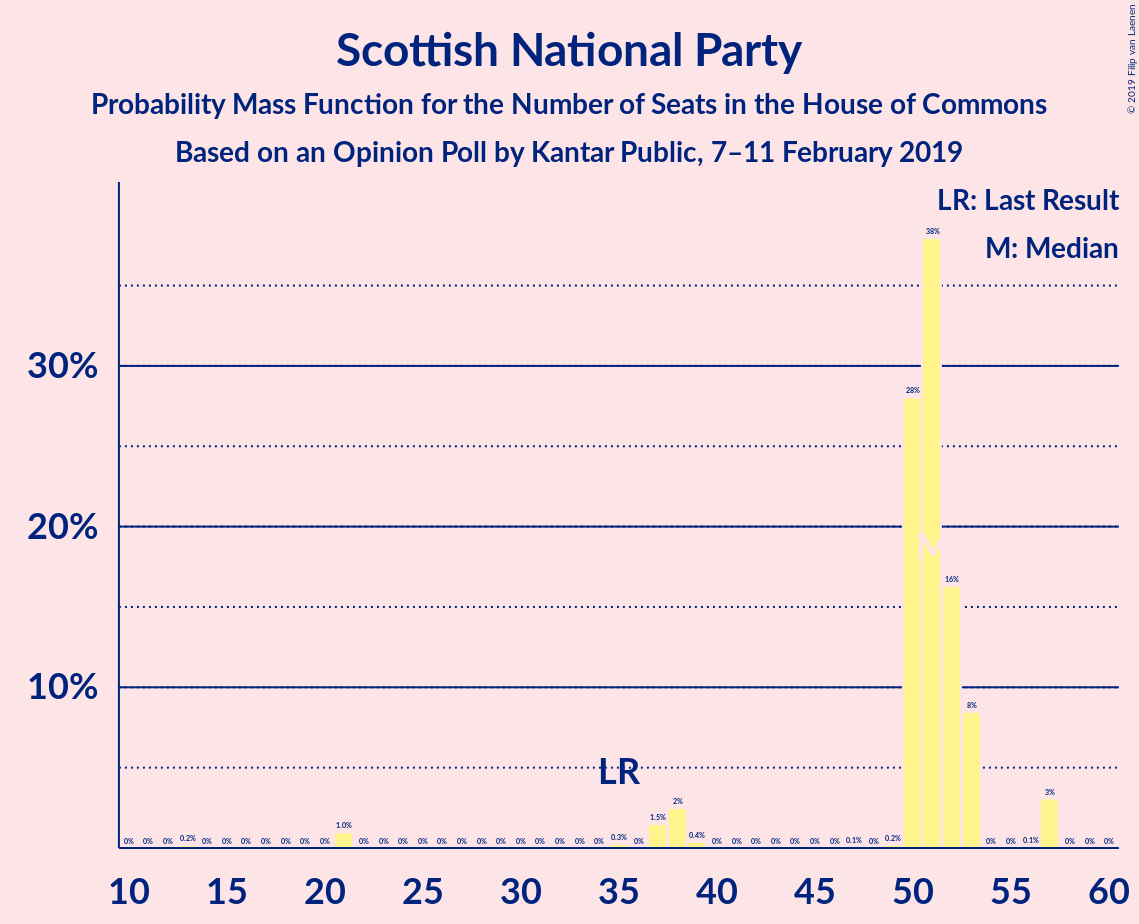 Scottish National Party
Probability Mass Function for the Number of Seats in the House of Commons
Based on an Opinion Poll by Kantar Public, 7–11 February 2019
© 2019 Filip van Laenen
LR: Last Result
M: Median
38%
30%
28%
20%
M
16%
10%
8%
LR
0% 0% 0% 0.2% 0% 0% 0% 0% 0% 0% 0% 1.0% 0% 0% 0% 0% 0% 0% 0% 0% 0% 0% 0% 0% 0% 0.3% 0% 1.5% 2% 0.4% 0% 0% 0% 0% 0% 0% 0% 0.1% 0% 0.2% 0% 0% 0.1% 3% 0% 0% 0%
10 15 20 25 30 35 40 45 50 55 60